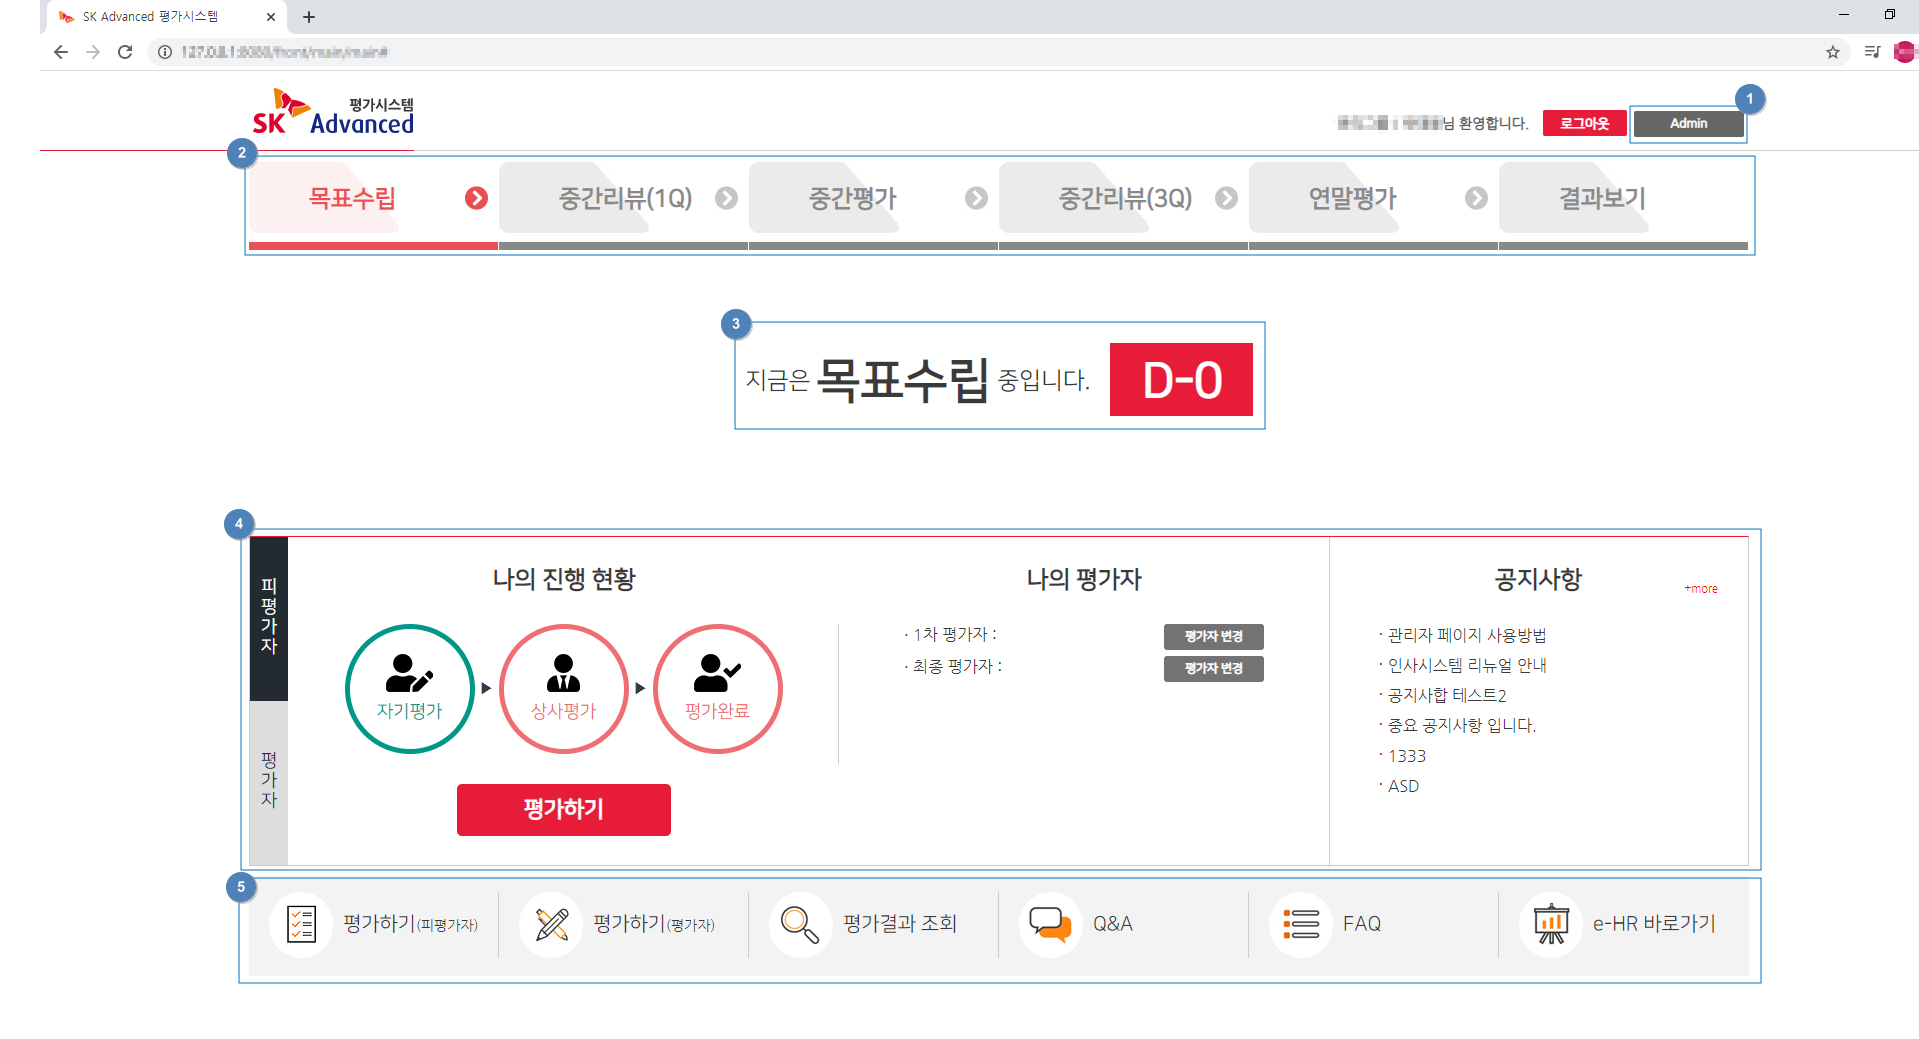 SK Advanced 평가시스템
평가시스템
SK Advanced
님 환영합니다.
로그아웃
Admin
1
2
목표수립
중간리뷰(1Q)
중간평가
중간리뷰(3Q)
연말평가
결과보기
3
지금은 목표수립 중입니다.
D-0
4
피평가자
평가자
나의 진행 현황
자기평가
상사평가
평가완료
평가하기
나의 평가자
· 1차 평가자 :
평가자 변경
· 최종 평가자 :
평가자 변경
공지사항
+more
· 관리자 페이지 사용방법
· 인사시스템 리뉴얼 안내
· 공지사합 테스트2
· 중요 공지사항 입니다.
· 1333
· ASD
5
평가하기(피평가자)
평가하기(평가자)
평가결과 조회
Q&A
FAQ
e-HR 바로가기